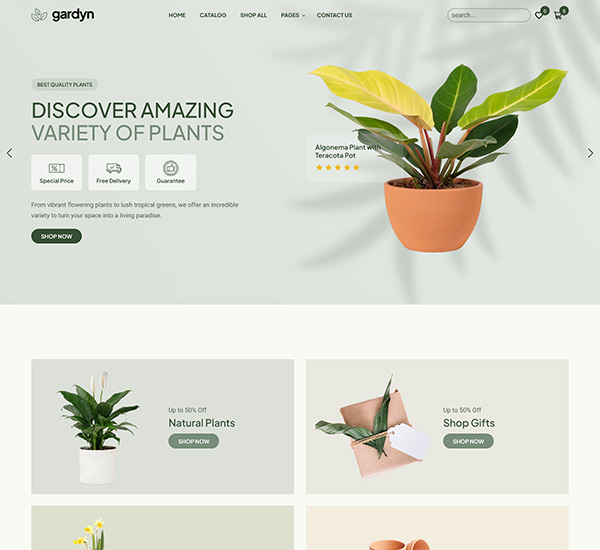 gardyn
HOME
CATALOG
SHOP ALL
PAGES
CONTACT US
search...
0
5
BEST QUALITY PLANTS
DISCOVER AMAZING
VARIETY OF PLANTS
Special Price
Free Delivery
Guarantee
From vibrant flowering plants to lush tropical greens, we offer an incredible
variety to turn your space into a living paradise.
SHOP NOW
Algonema Plant with
Teracota Pot
Up to 50% Off
Natural Plants
SHOP NOW
Up to 50% Off
Shop Gifts
SHOP NOW